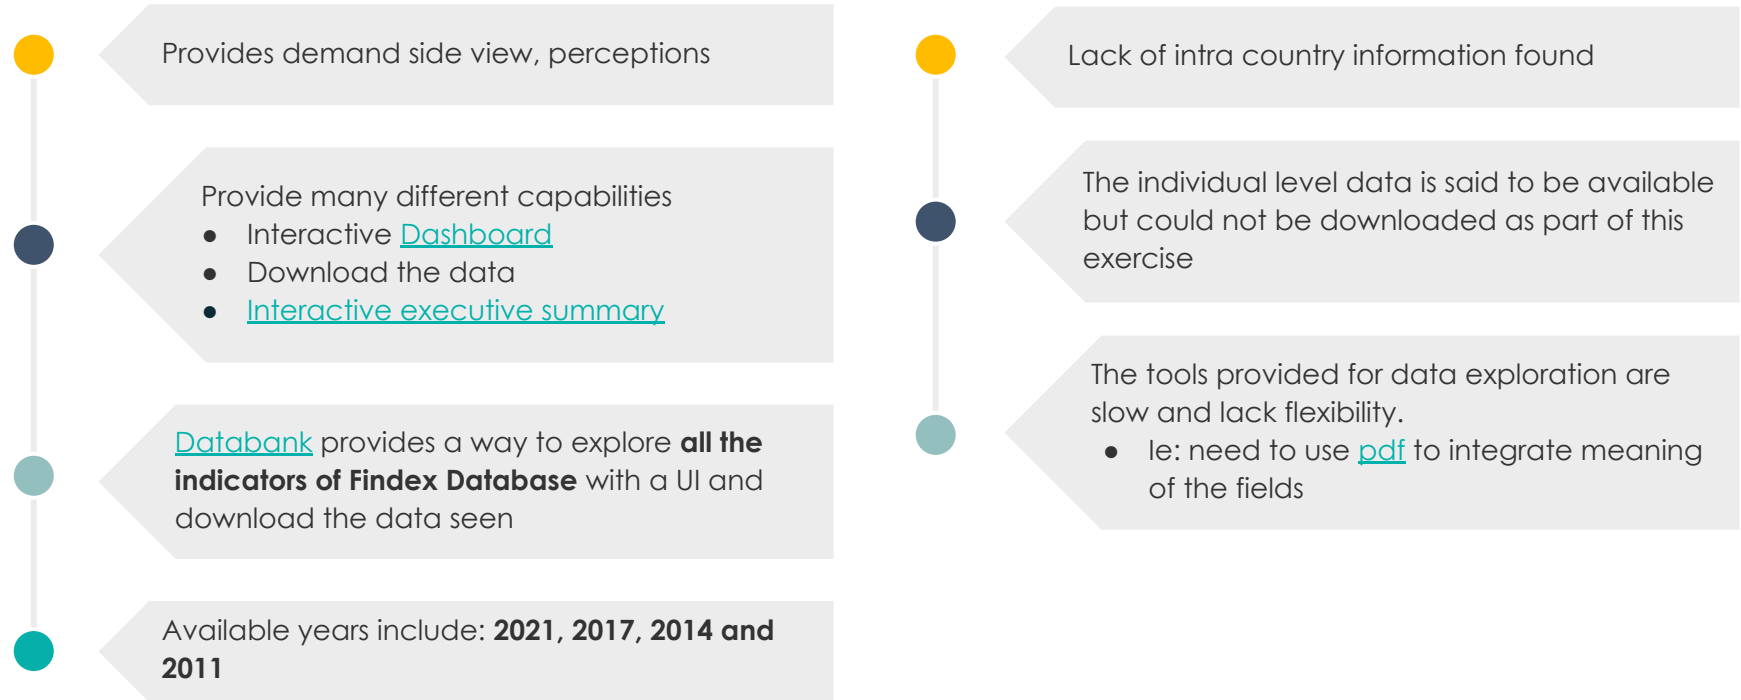 Provides demand side view, perceptions
Provide many different capabilities
● Interactive Dashboard
● Download the data
● Interactive executive summary
Databank provides a way to explore all the
indicators of Findex Database with a UI and
download the data seen
Available years include: 2021, 2017, 2014 and
2011
Lack of intra country information found
The individual level data is said to be available
but could not be downloaded as part of this
exercise
The tools provided for data exploration are
slow and lack flexibility.
● Ie: need to use pdf to integrate meaning
of the fields